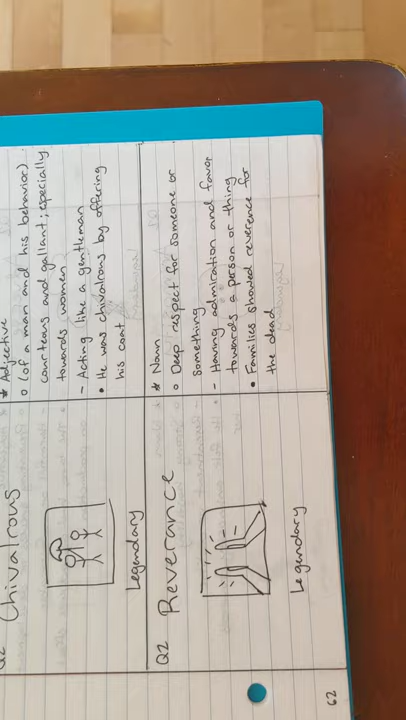 Q2 Chivalrous
Legendary
* Adjective
o (of a man and his behavior)
courteous and gallant; especially
towards women
- Acting like a gentleman
• He was chivalrous by offering
his coat
Q2 Reverance
Legendary
* Noun
o Deep respect for someone or
something
- Having admiration and favor
towards a person or thing
• Families showed reverence for
the dead
62